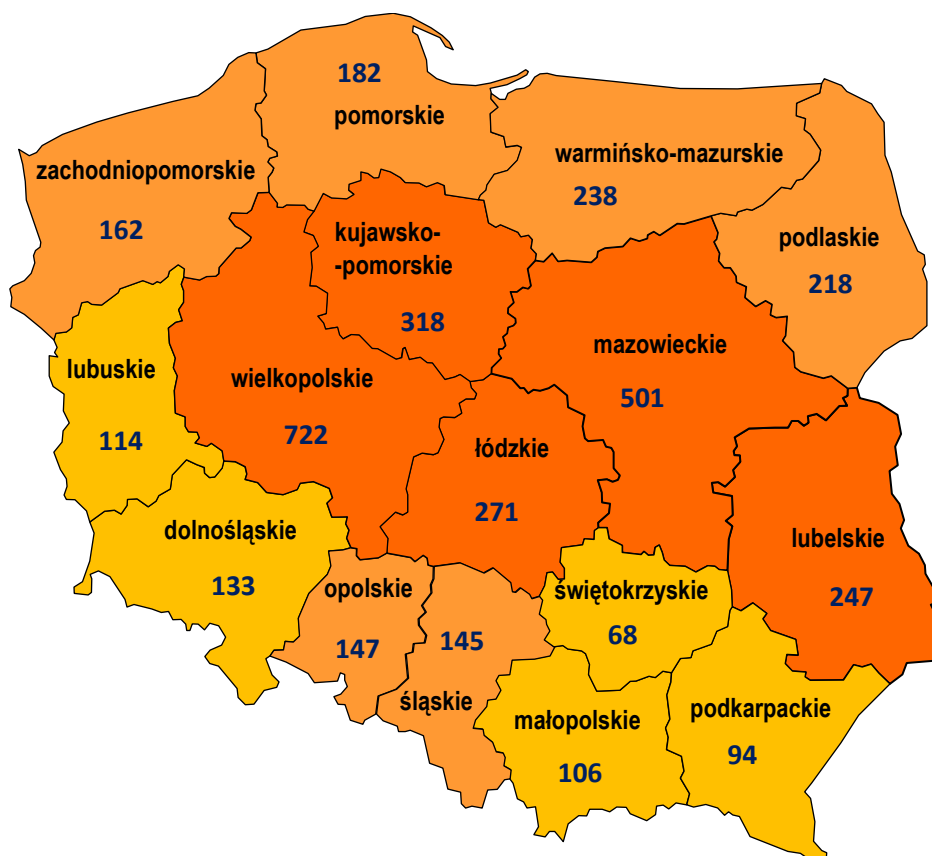 182
pomorskie
warmińsko-mazurskie
238
zachodniopomorskie
162
kujawsko-
-pomorskie
318
podlaskie
218
mazowieckie
501
lubuskie
114
wielkopolskie
722
łódzkie
271
dolnośląskie
133
lubelskie
247
opolskie
147
145
śląskie
świętokrzyskie
68
małopolskie
106
podkarpackie
94